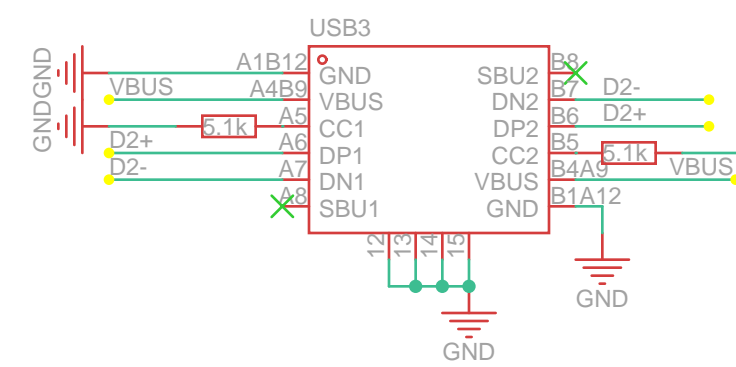 USB3
GND
GND
A1B12
GND
SBU2
B8
VBUS
A4B9
VBUS
DN2
B7
D2-
5.1k
A5
CC1
DP2
B6
D2+
D2+
A6
DP1
CC2
B5
5.1k
D2-
A7
DN1
VBUS
B4A9
VBUS
A8
SBU1
GND
B1A12
12
13
14
15
GND
GND